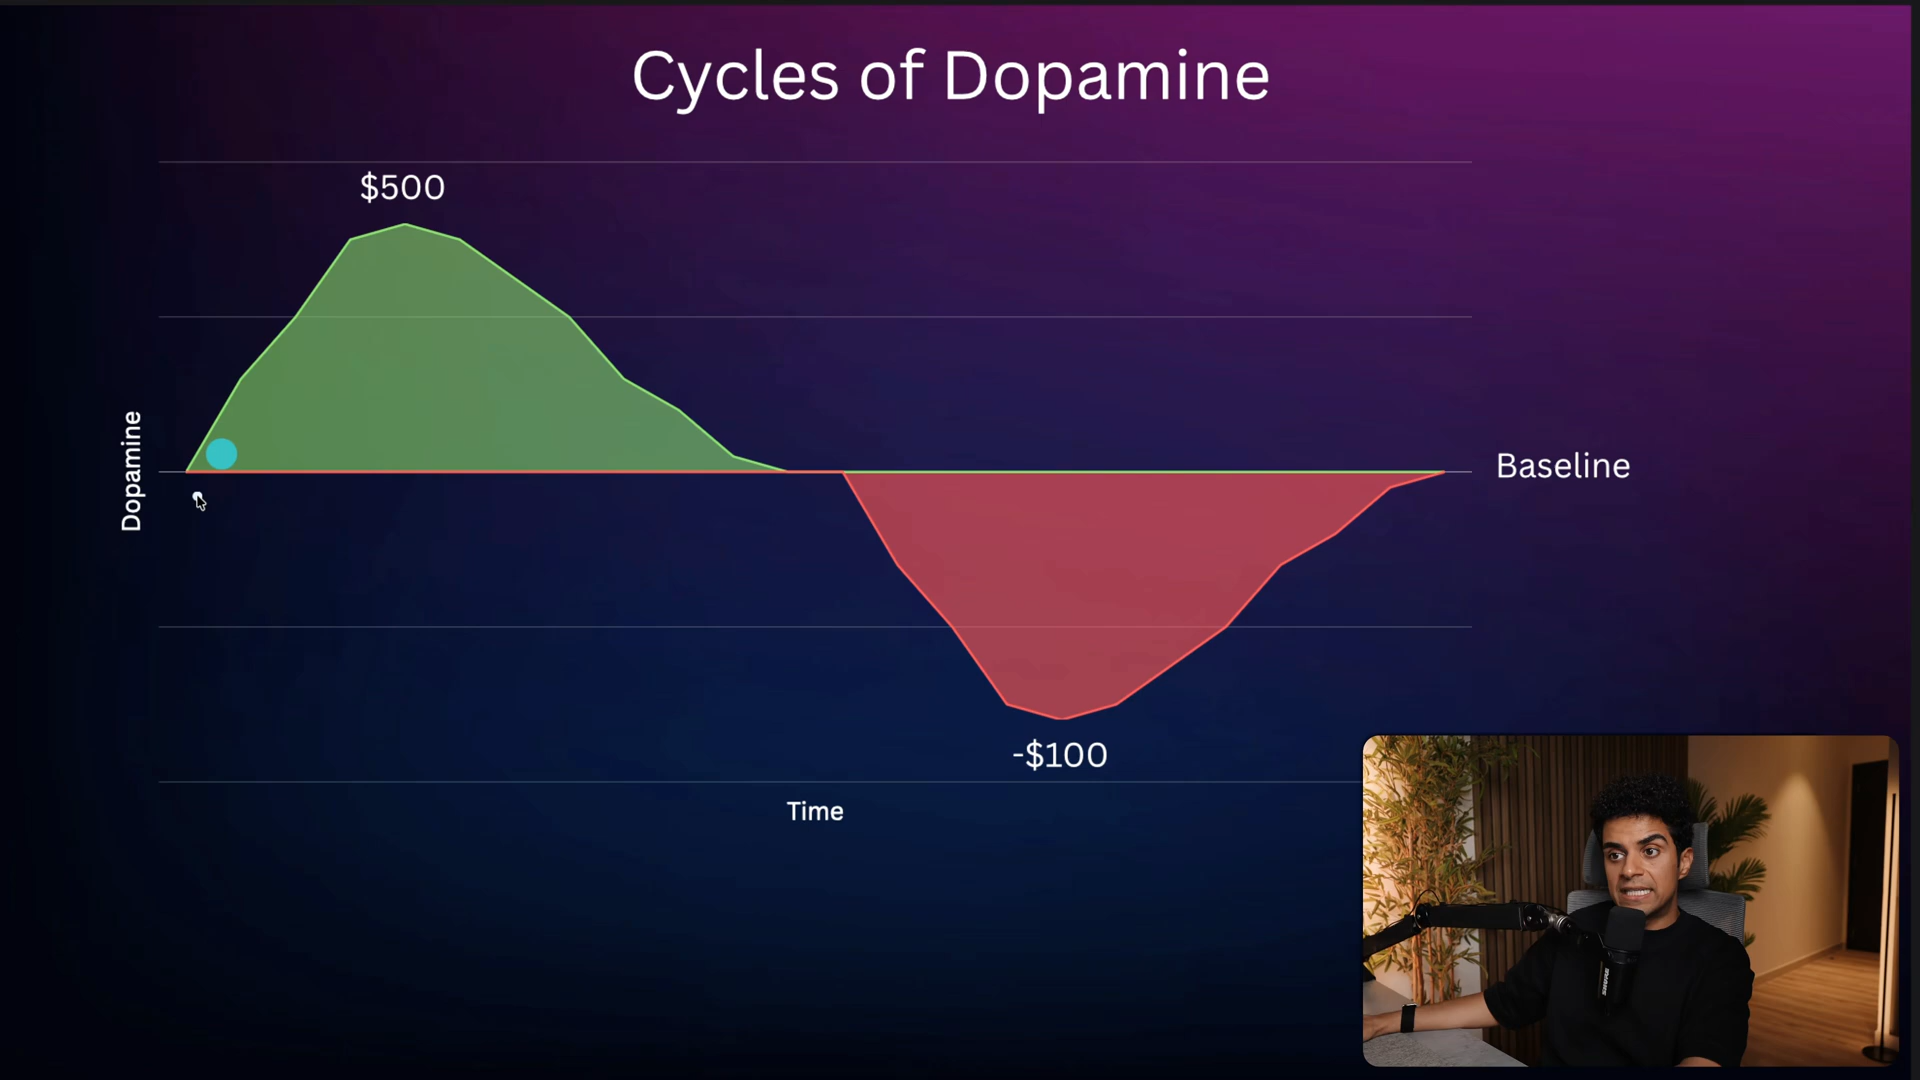 Cycles of Dopamine
$500
Dopamine
Baseline
-$100
Time